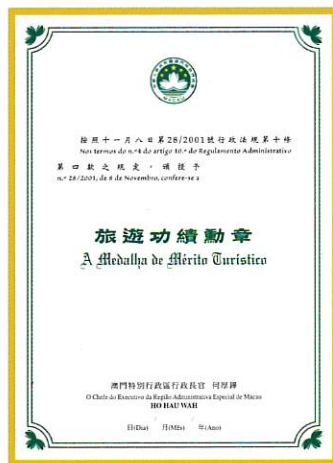 MACAU
按照十一月八日第28/2001號行政法規第十條
Nos termos do n.º 4 do artigo 10.º do Regulamento Administrativo
第四款之規定，頒授予
n.º 28/2001, de 8 de Novembro, confere-se a
旅遊功績勳章
A Medalha de Mérito Turístico
澳門特別行政區行政長官 何厚鏵
O Chefe do Executivo da Região Administrativa Especial de Macau
HO HAU WAH
日(Dia) 月(Mês) 年(Ano)